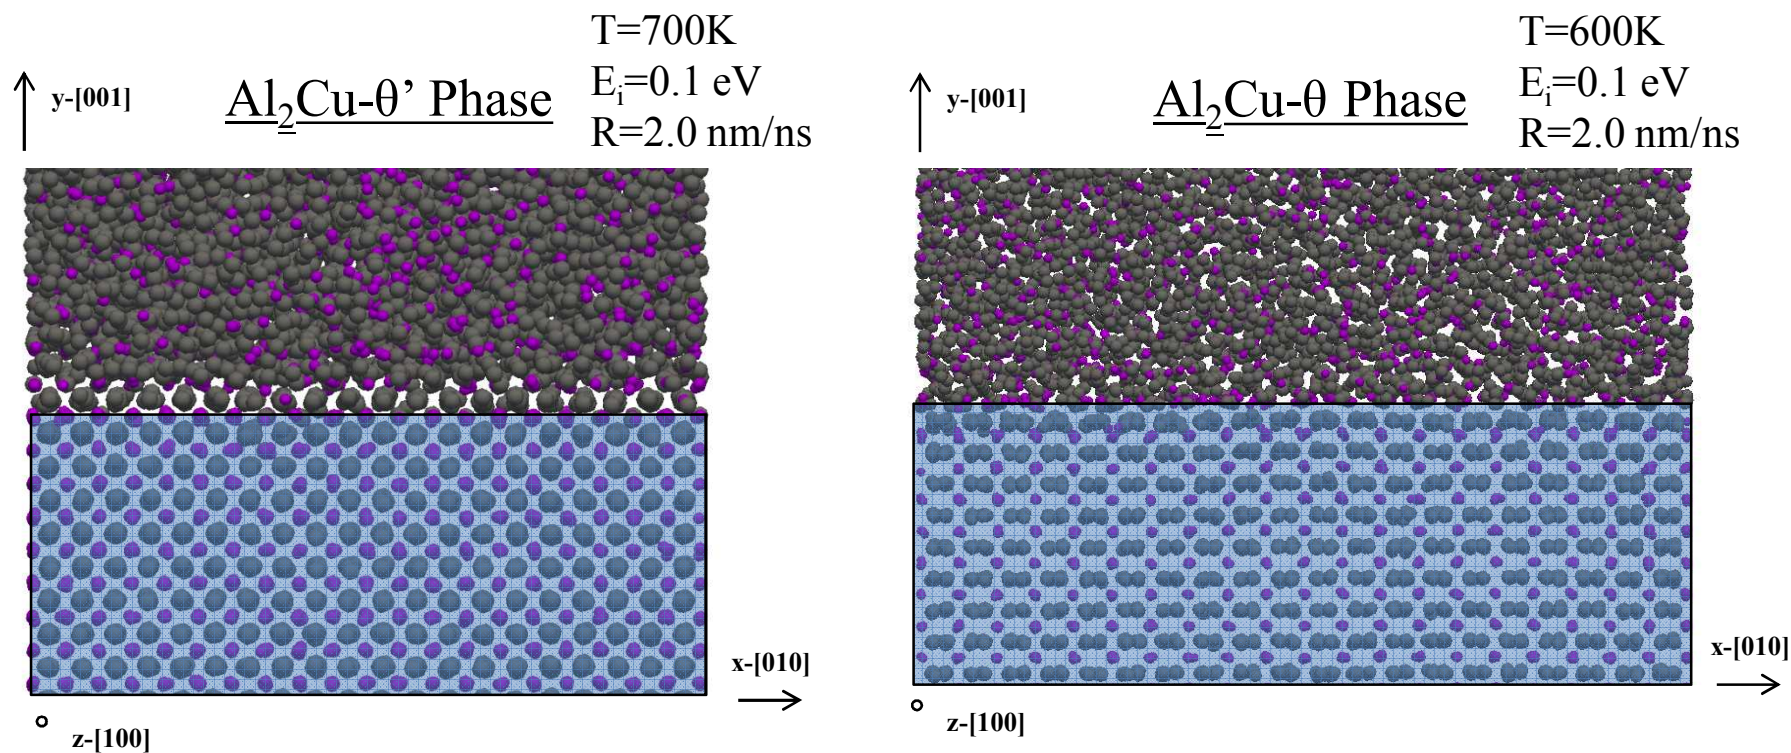 T=700K
Eᵢ=0.1 eV
R=2.0 nm/ns
y-[001]
Al₂Cu-θ’ Phase
x-[010]
z-[100]
T=600K
Eᵢ=0.1 eV
R=2.0 nm/ns
y-[001]
Al₂Cu-θ Phase
x-[010]
z-[100]